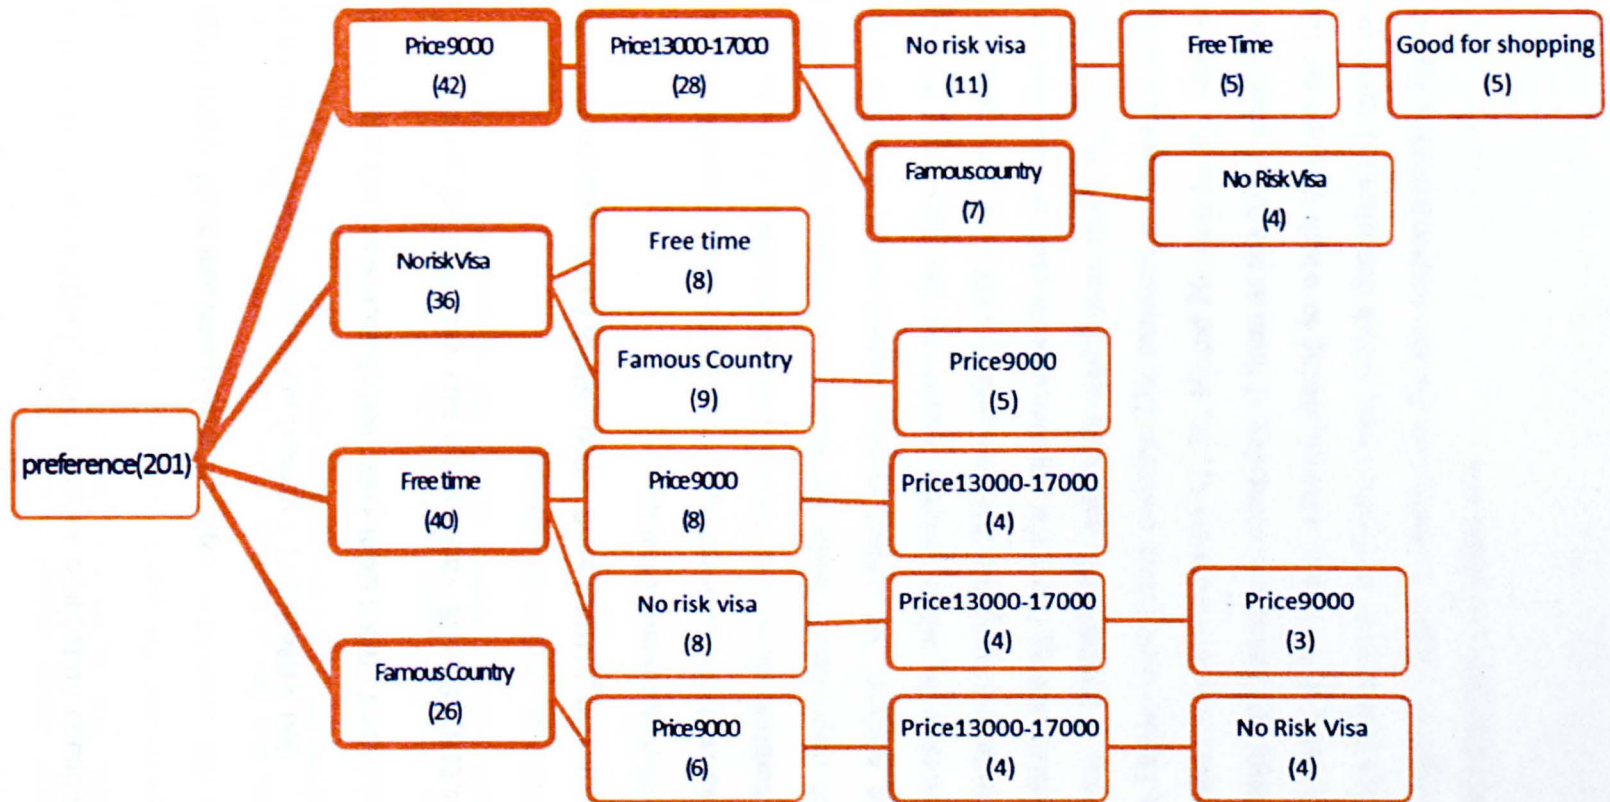 Price9000
(42)
Price13000-17000
(28)
No risk visa
(11)
Free Time
(5)
Good for shopping
(5)
Famous country
(7)
No Risk Visa
(4)
No risk Visa
(36)
Free time
(8)
Famous Country
(9)
Price9000
(5)
preference(201)
Free time
(40)
Price9000
(8)
Price13000-17000
(4)
No risk visa
(8)
Price13000-17000
(4)
Price9000
(3)
Famous Country
(26)
Price9000
(6)
Price13000-17000
(4)
No Risk Visa
(4)